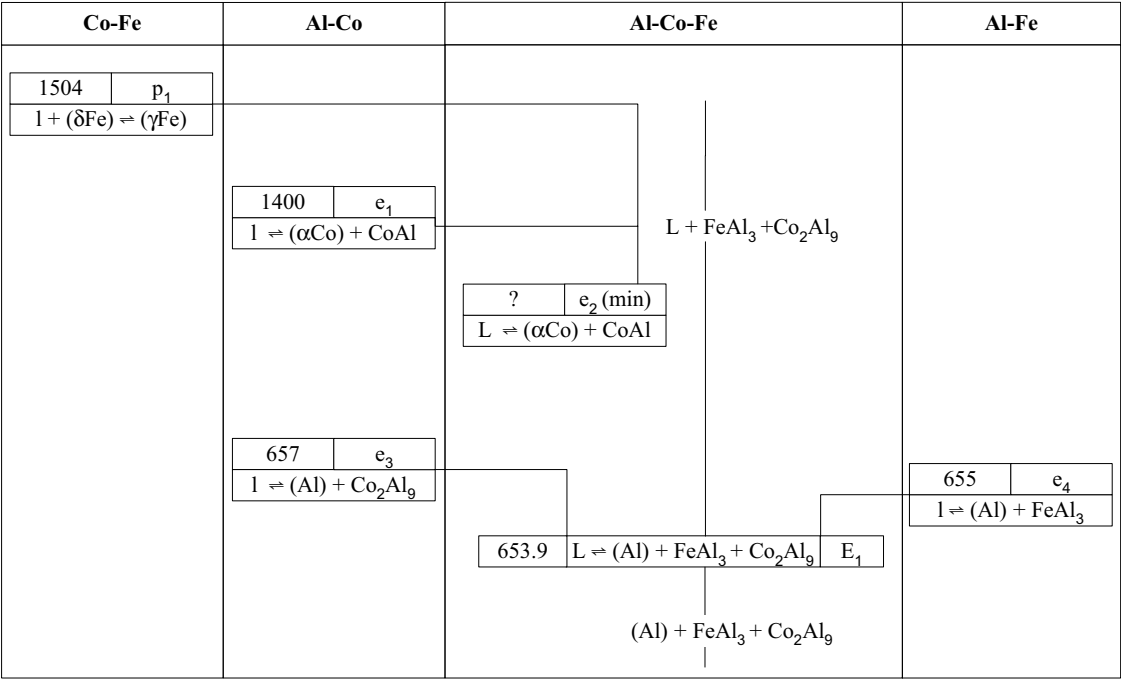 Co-Fe Al-Co Al-Co-Fe Al-Fe
1504 p₁
l + (δFe) ⇌ (γFe)
1400 e₁
l ⇌ (αCo) + CoAl
L + FeAl₃ +Co₂Al₉
? e₂ (min)
L ⇌ (αCo) + CoAl
657 e₃
l ⇌ (Al) + Co₂Al₉
655 e₄
l ⇌ (Al) + FeAl₃
653.9 L ⇌ (Al) + FeAl₃ + Co₂Al₉ E₁
(Al) + FeAl₃ + Co₂Al₉